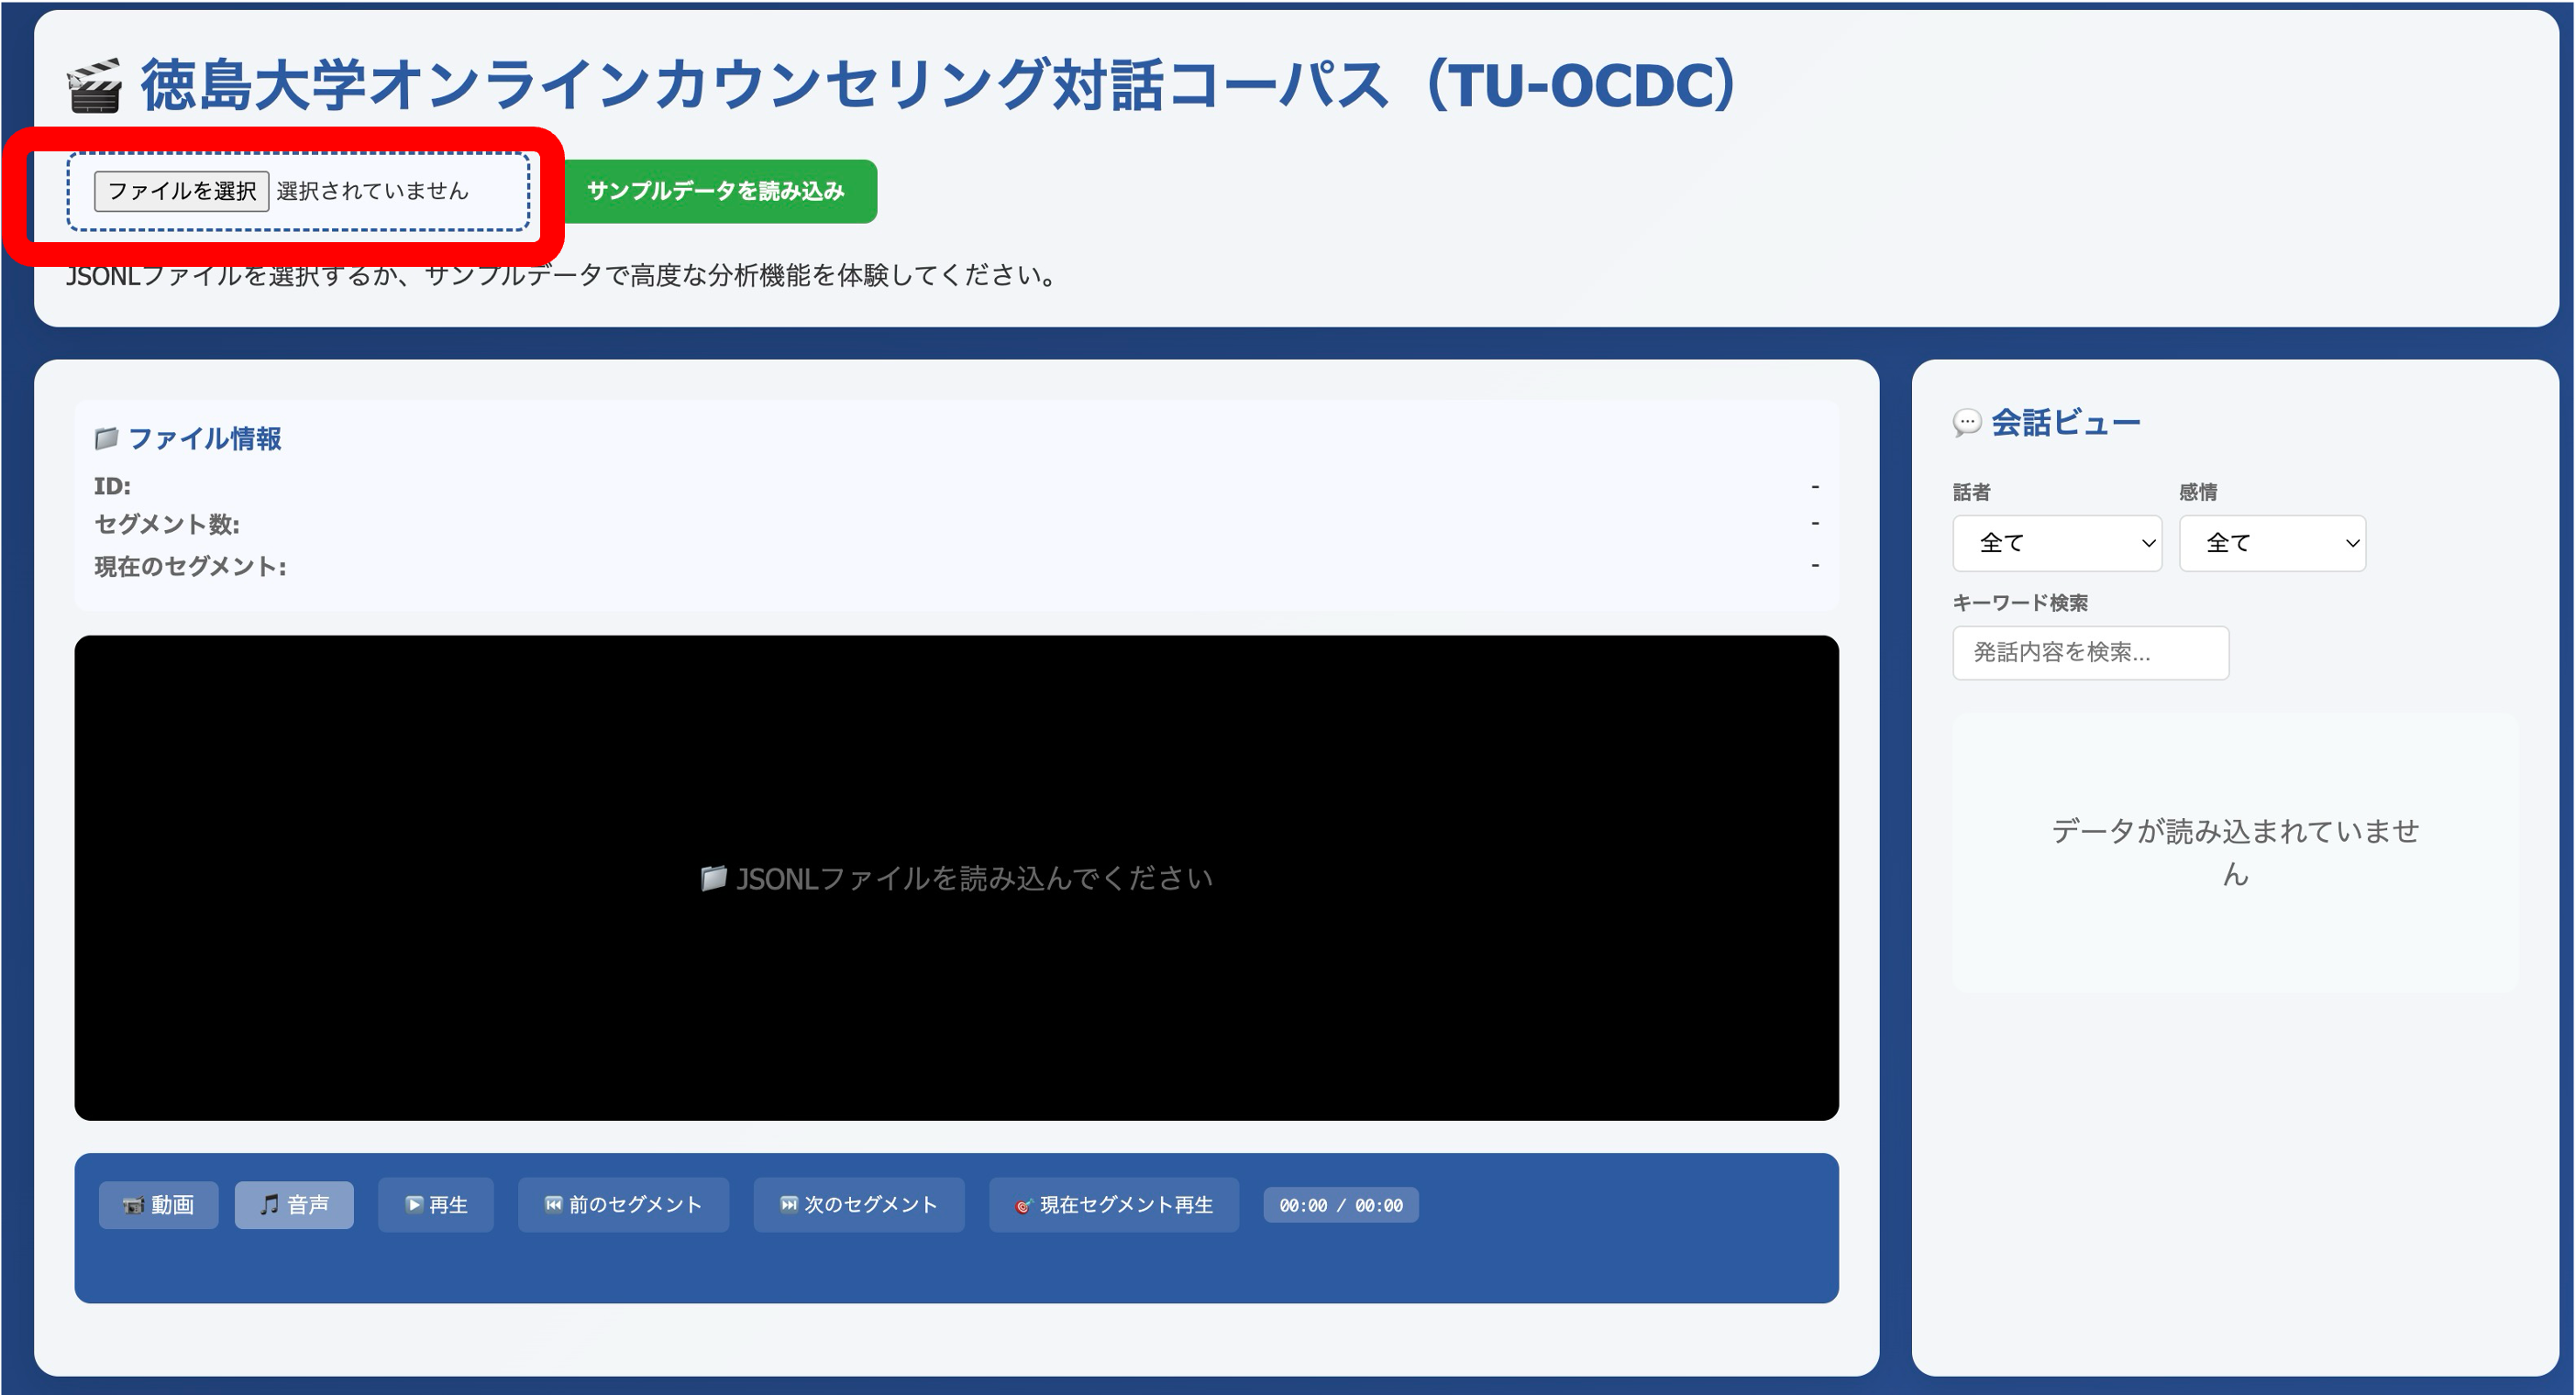 徳島大学オンラインカウンセリング対話コーパス（TU-OCDC）
ファイルを選択 選択されていません
サンプルデータを読み込み
JSONLファイルを選択するか、サンプルデータで高度な分析機能を体験してください。
ファイル情報
ID: -
セグメント数: -
現在のセグメント: -
JSONLファイルを読み込んでください
動画 音声 再生 前のセグメント 次のセグメント 現在セグメント再生 00:00 / 00:00
会話ビュー
話者 感情
全て 全て
キーワード検索
発話内容を検索...
データが読み込まれていませ
ん